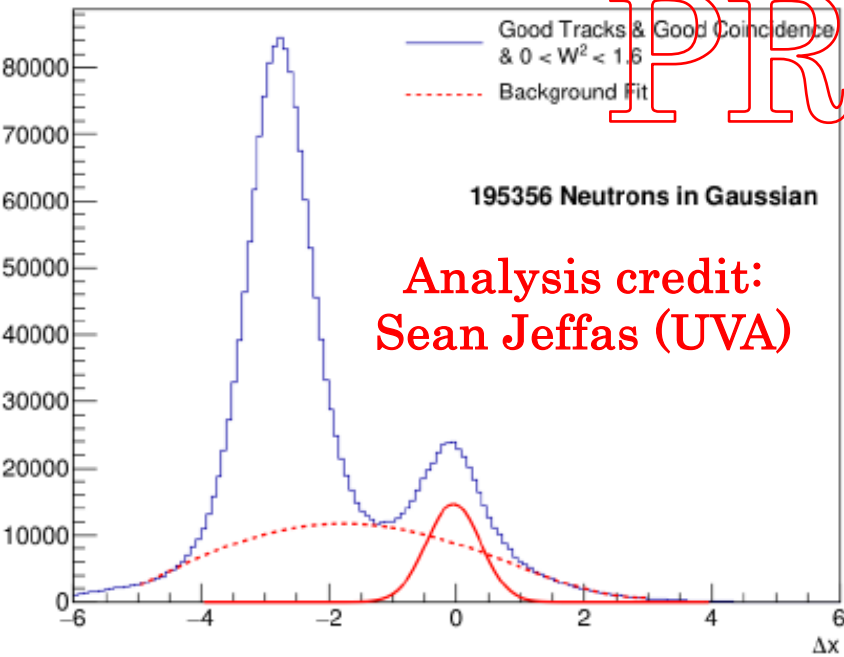 PR
Good Tracks & Good Coincidence
& 0 < W² < 1.6
Background Fit
195356 Neutrons in Gaussian
Analysis credit:
Sean Jeffas (UVA)
80000
70000
60000
50000
40000
30000
20000
10000
0
−6 −4 −2 0 2 4 6
Δx